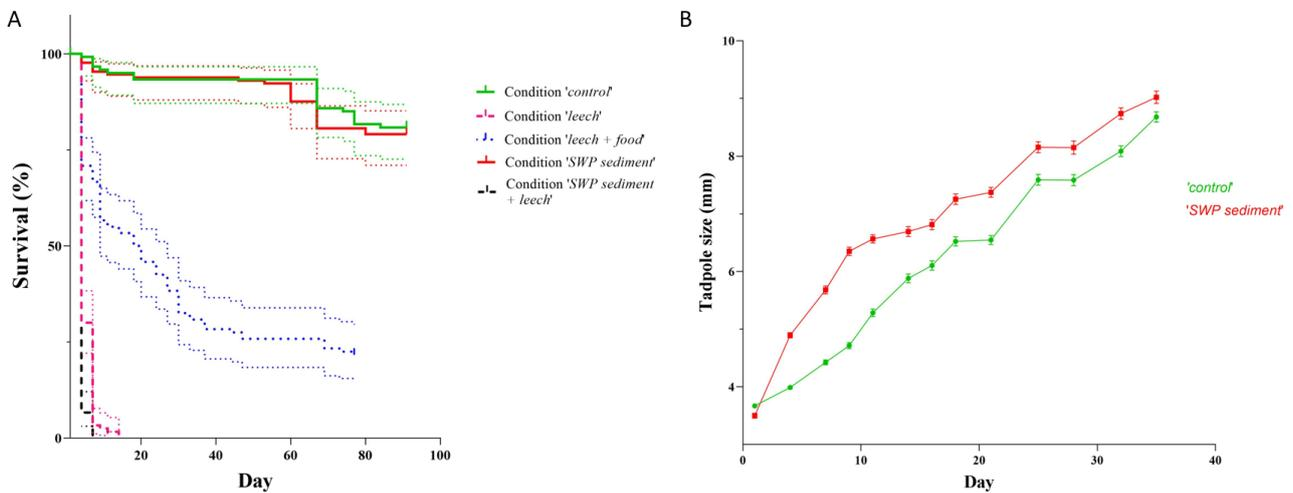 A
Survival (%)
100
50
0
20
40
60
80
100
Day
Condition 'control'
Condition 'leech'
Condition 'leech + food'
Condition 'SWP sediment'
Condition 'SWP sediment
+ leech'
B
Tadpole size (mm)
10
8
6
4
0
10
20
30
40
Day
'control'
'SWP sediment'